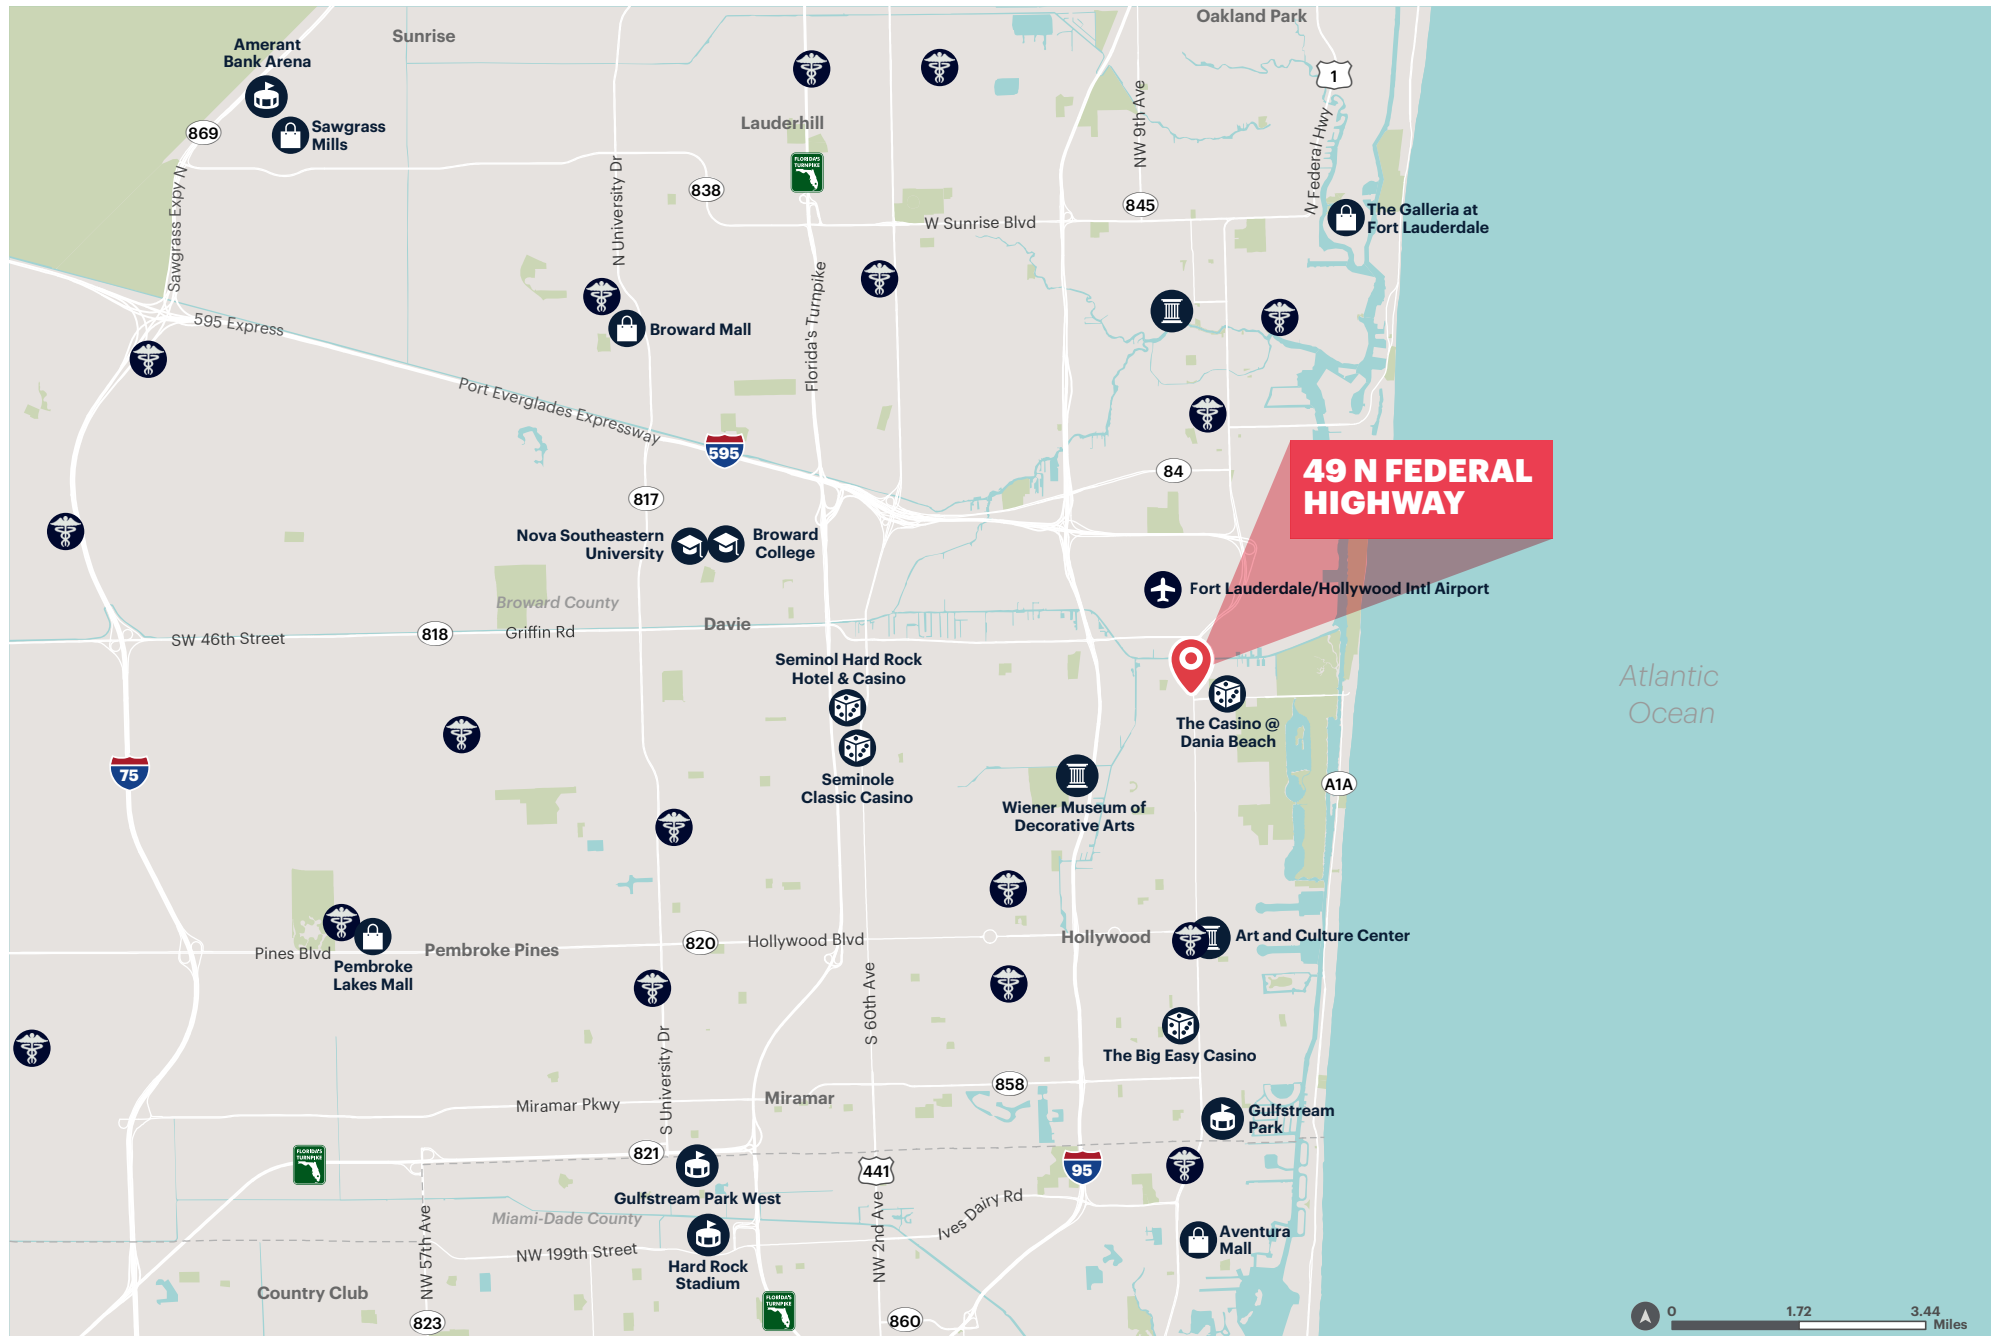 Oakland Park
Sunrise
Amerant
Bank Arena
1
869
Sawgrass
Mills
Lauderhill
FLORIDA'S
TURNPIKE
NW 9th Ave
N Federal Hwy
N University Dr
838
845
Sawgrass Expy N
W Sunrise Blvd
The Galleria at
Fort Lauderdale
595 Express
Broward Mall
Florida's Turnpike
Port Everglades Expressway
595
84
49 N FEDERAL
HIGHWAY
817
Nova Southeastern
University
Broward
College
Fort Lauderdale/Hollywood Intl Airport
Broward County
Davie
SW 46th Street
818
Griffin Rd
Seminol Hard Rock
Hotel & Casino
Atlantic
Ocean
The Casino @
Dania Beach
75
Seminole
Classic Casino
A1A
Wiener Museum of
Decorative Arts
Pines Blvd
Pembroke Pines
820
Hollywood Blvd
Hollywood
Art and Culture Center
Pembroke
Lakes Mall
S 60th Ave
S University Dr
The Big Easy Casino
858
Miramar Pkwy
Miramar
Gulfstream
Park
FLORIDA'S
TURNPIKE
821
441
95
Gulfstream Park West
Miami-Dade County
Ives Dairy Rd
NW 57th Ave
NW 199th Street
NW 2nd Ave
Aventura
Mall
Hard Rock
Stadium
Country Club
FLORIDA'S
TURNPIKE
823
860
0
1.72
3.44
Miles